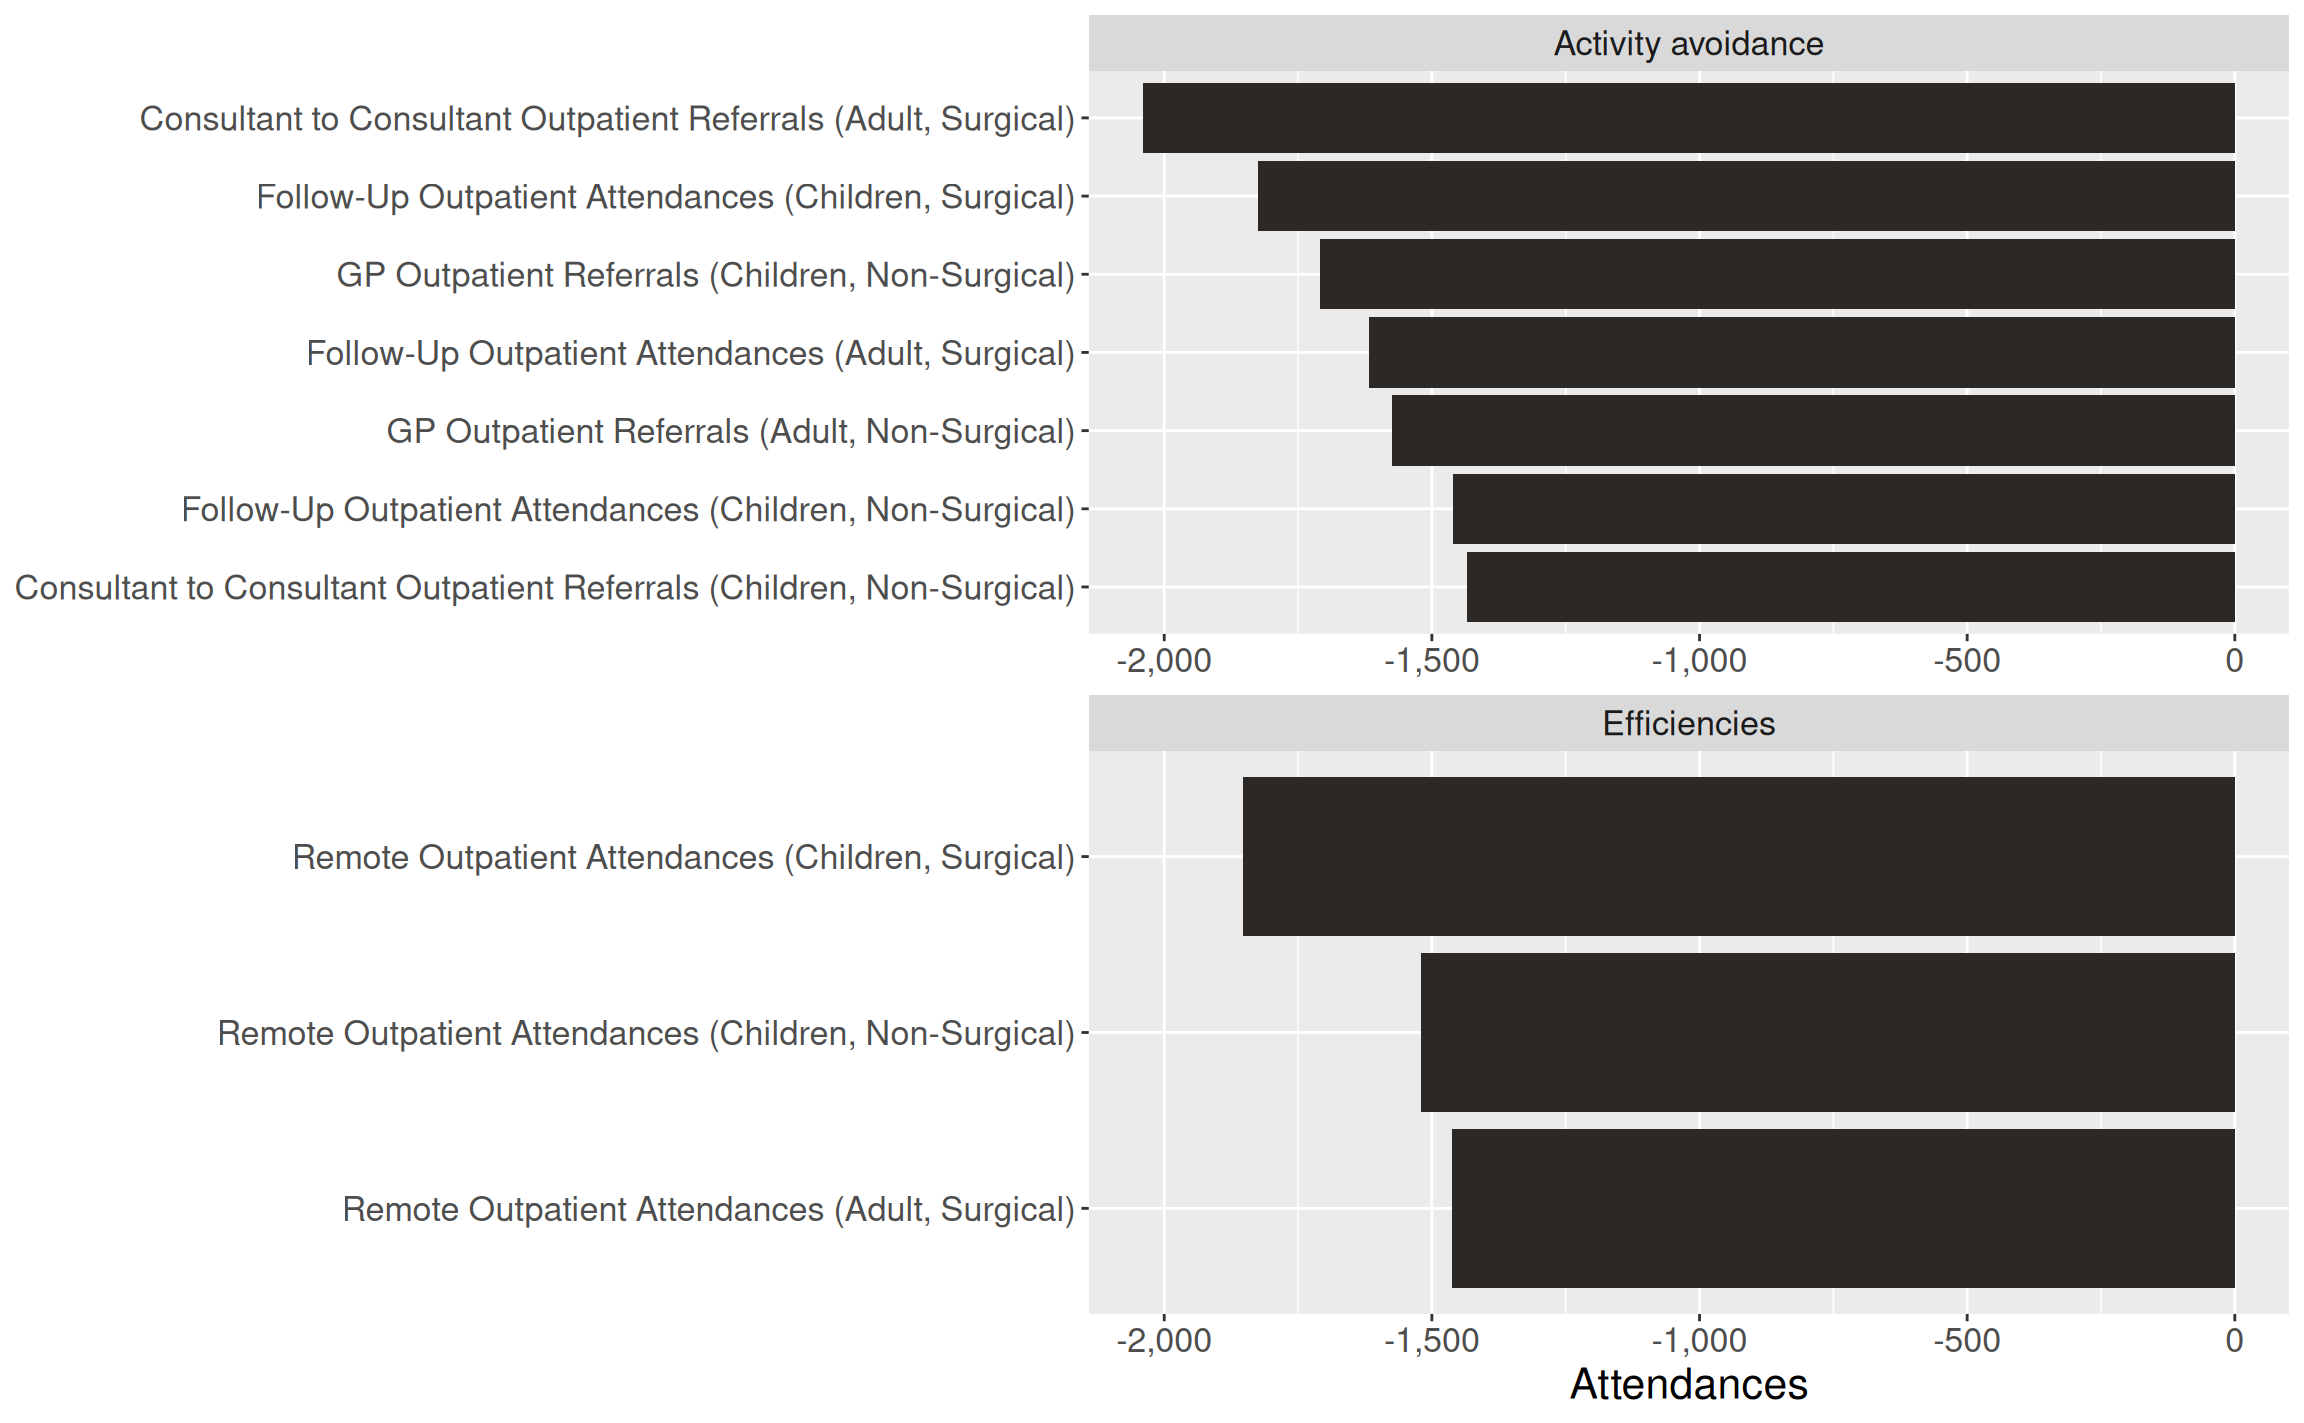 Activity avoidance
Consultant to Consultant Outpatient Referrals (Adult, Surgical)
Follow-Up Outpatient Attendances (Children, Surgical)
GP Outpatient Referrals (Children, Non-Surgical)
Follow-Up Outpatient Attendances (Adult, Surgical)
GP Outpatient Referrals (Adult, Non-Surgical)
Follow-Up Outpatient Attendances (Children, Non-Surgical)
Consultant to Consultant Outpatient Referrals (Children, Non-Surgical)
-2,000 -1,500 -1,000 -500 0
Efficiencies
Remote Outpatient Attendances (Children, Surgical)
Remote Outpatient Attendances (Children, Non-Surgical)
Remote Outpatient Attendances (Adult, Surgical)
-2,000 -1,500 -1,000 -500 0
Attendances